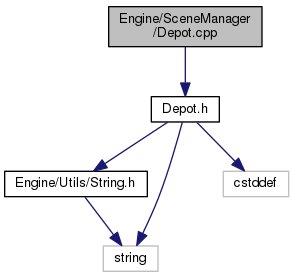 Engine/SceneManager
/Depot.cpp
Depot.h
Engine/Utils/String.h
cstddef
string